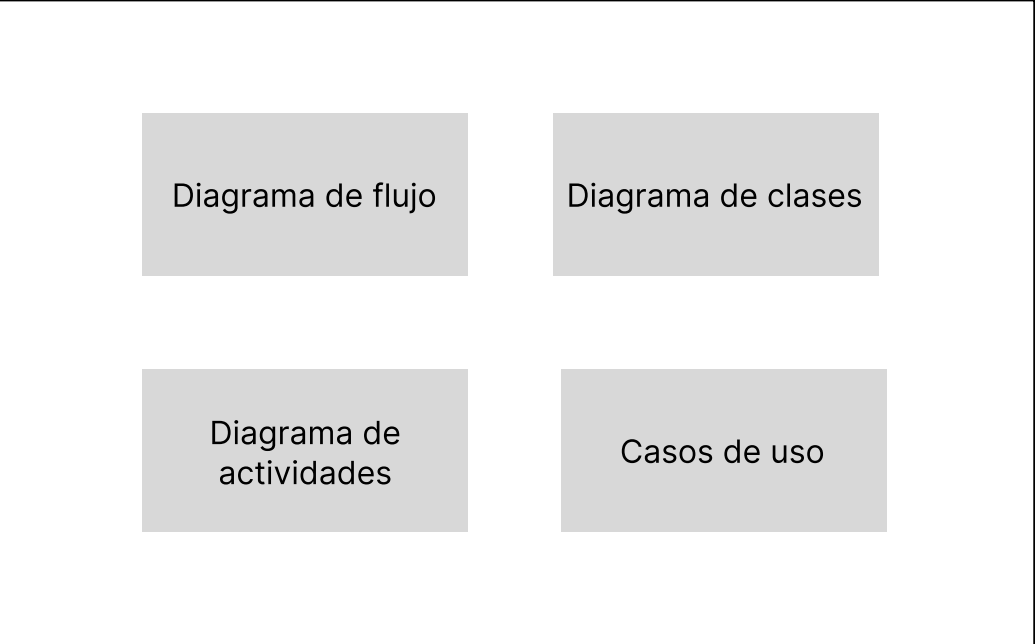 Diagrama de flujo
Diagrama de clases
Diagrama de
actividades
Casos de uso